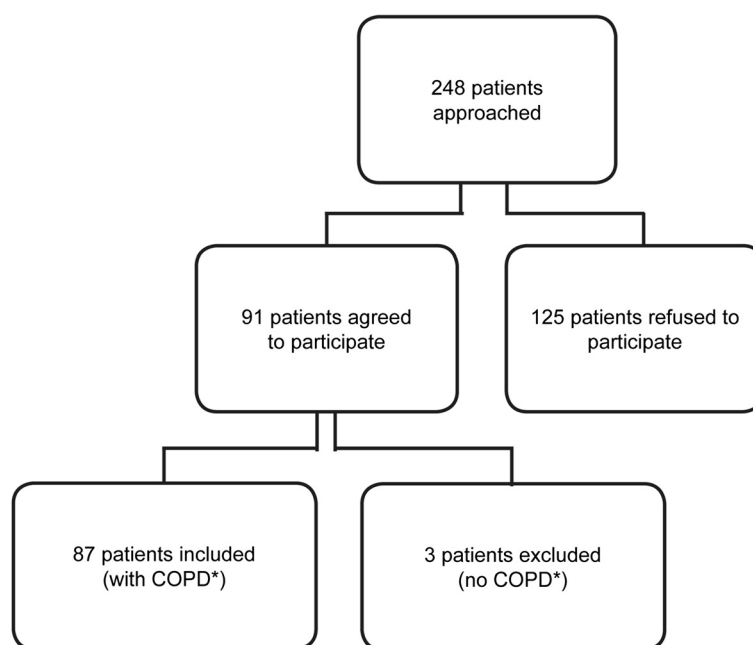 248 patients
approached
91 patients agreed
to participate
125 patients refused to
participate
87 patients included
(with COPD*)
3 patients excluded
(no COPD*)